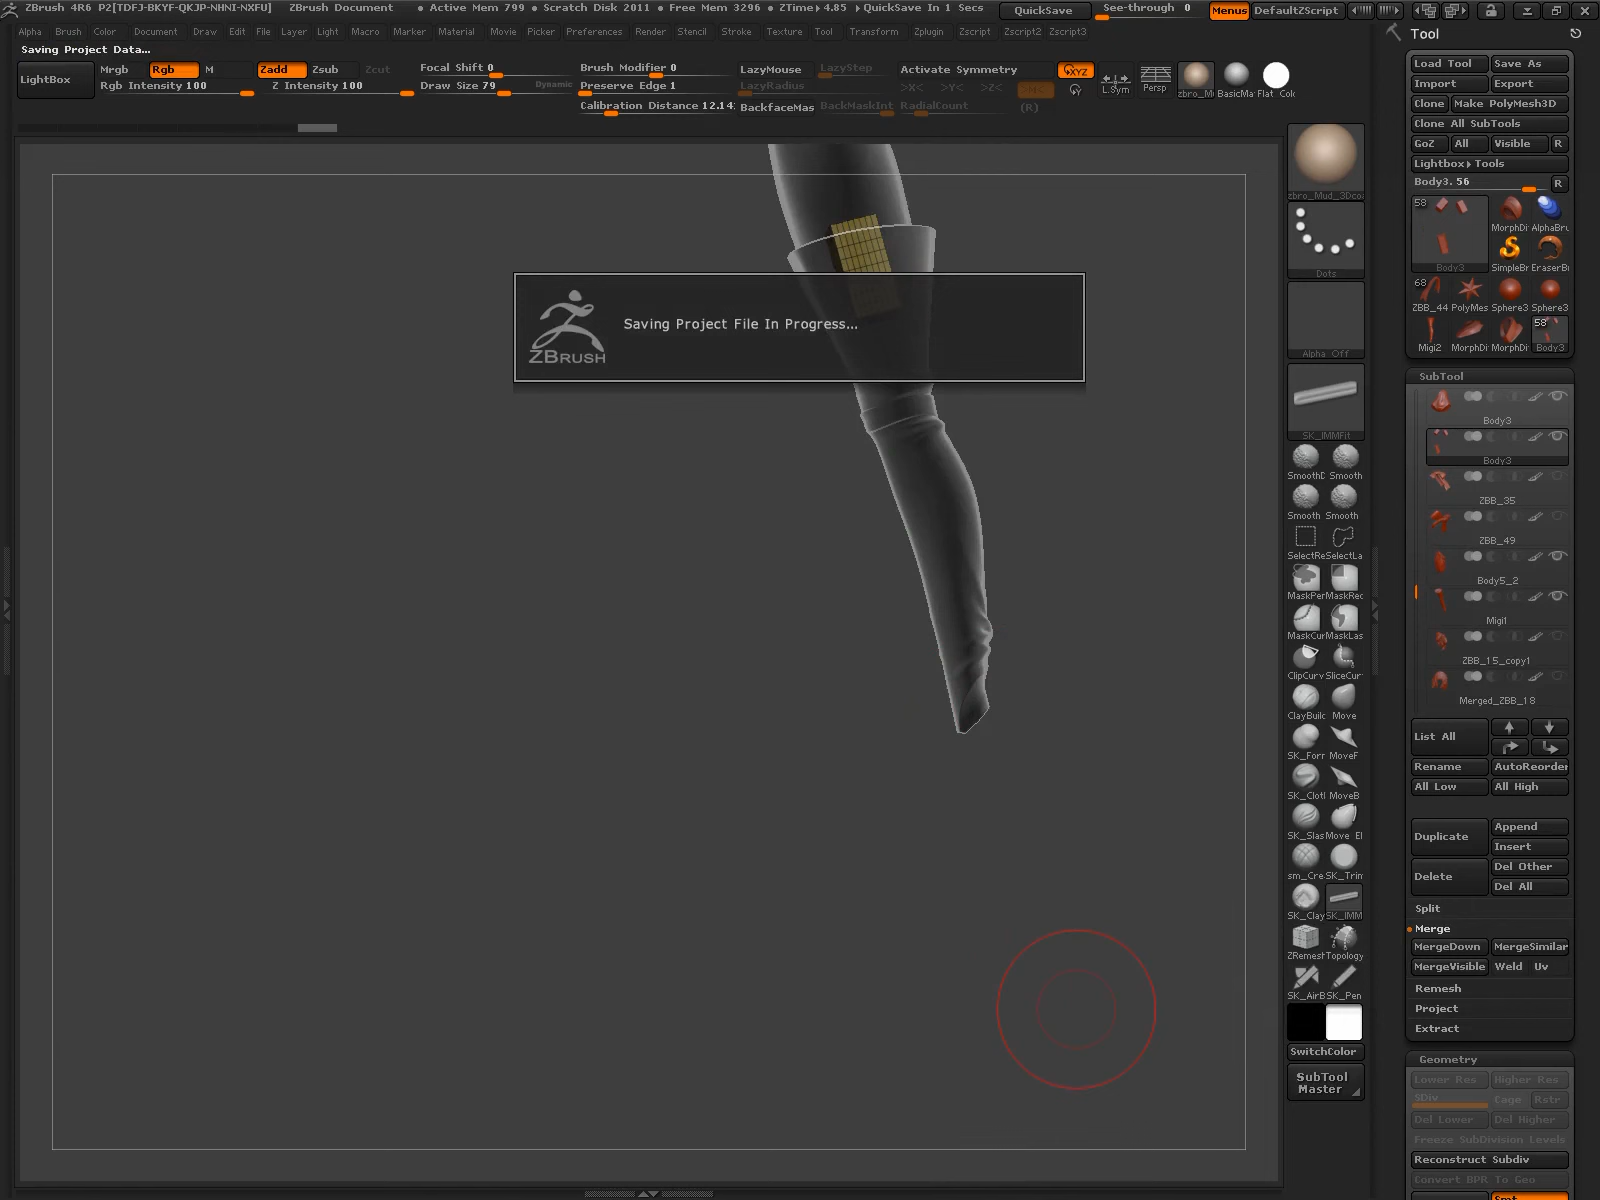 ZBrush 4R6 P2[TDFJ-BKYF-QKJP-NHNI-NXFU] ZBrush Document • Active Mem 799 • Scratch Disk 2011 • Free Mem 3296 • ZTime▸4.85 ▸QuickSave In 1 Secs QuickSave See-through 0 Menus DefaultZScript
Alpha Brush Color Document Draw Edit File Layer Light Macro Marker Material Movie Picker Preferences Render Stencil Stroke Texture Tool Transform Zplugin Zscript Zscript2 Zscript3
Saving Project Data...
LightBox
Mrgb Rgb M Zadd Zsub Zcut
Rgb Intensity 100 Z Intensity 100
Focal Shift 0
Draw Size 79 Dynamic
Brush Modifier 0
Preserve Edge 1
Calibration Distance 12.14
LazyMouse LazyStep
LazyRadius
BackfaceMas BackMaskInt
Activate Symmetry
>X< >Y< >Z< >M<
RadialCount (R)
XYZ
L.Sym Persp zbro_M BasicMa Flat Col
Saving Project File In Progress...
ZBRUSH
zbro_Mud_3Dco
Dots
Alpha Off
SK_IMMFit
SmoothD Smooth
Smooth Smooth
SelectRe SelectLa
MaskPer MaskRec
MaskCur MaskLas
ClipCurv SliceCur
ClayBuilc Move
SK_Forr MoveF
SK_Clotl MoveB
SK_Slas Move El
sm_Cre SK_Trin
SK_Clay SK_IMM
ZRemesh Topology
SK_AirB SK_Pen
SwitchColor
SubTool
Master
Tool
Load Tool Save As
Import Export
Clone Make PolyMesh3D
Clone All SubTools
GoZ All Visible R
Lightbox▸Tools
Body3. 56 R
58
MorphDi AlphaBru
Body3 SimpleBr EraserBr
68
ZBB_44 PolyMes Sphere3 Sphere3
58
Migi2 MorphDi MorphDi Body3
SubTool
Body3
Body3
ZBB_35
ZBB_49
Body5_2
Migi1
ZBB_15_copy1
Merged_ZBB_18
List All
Rename AutoReorder
All Low All High
Duplicate Append
Insert
Delete Del Other
Del All
Split
Merge
MergeDown MergeSimilar
MergeVisible Weld Uv
Remesh
Project
Extract
Geometry
Lower Res Higher Res
SDiv Cage Rstr
Del Lower Del Higher
Freeze SubDivision Levels
Reconstruct Subdiv
Convert BPR To Geo
Smt